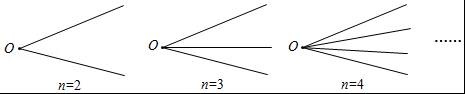 O O O ......
n=2 n=3 n=4